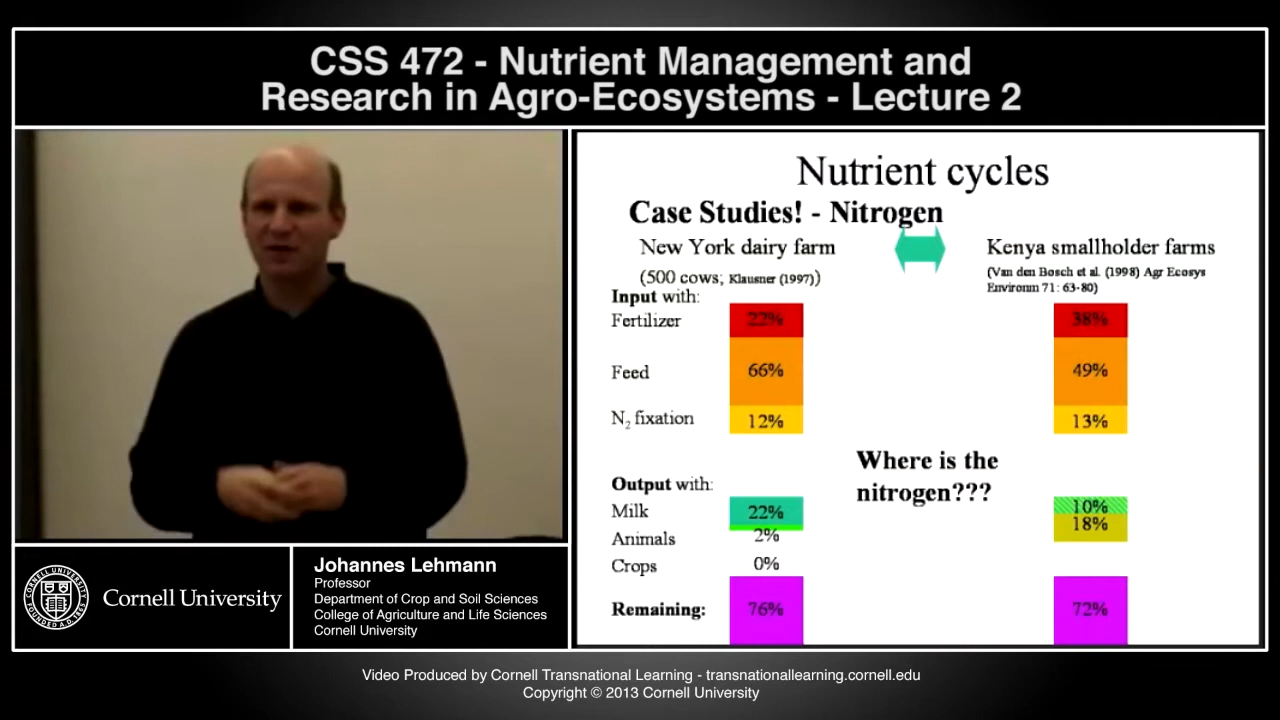 CSS 472 - Nutrient Management and
Research in Agro-Ecosystems - Lecture 2
Nutrient cycles
Case Studies! - Nitrogen
New York dairy farm
(500 cows; Klausner (1997))
Kenya smallholder farms
(Van den Bosch et al. (1998) Agr Ecosys
Environm 71: 63-80)
Input with:
Fertilizer 22% 38%
Feed 66% 49%
N2 fixation 12% 13%
Where is the
nitrogen???
Output with:
Milk 22% 10%
Animals 2% 18%
Crops 0%
Remaining: 76% 72%
CORNELL UNIVERSITY
FOUNDED A.D. 1865
Cornell University
Johannes Lehmann
Professor
Department of Crop and Soil Sciences
College of Agriculture and Life Sciences
Cornell University
Video Produced by Cornell Transnational Learning - transnationallearning.cornell.edu
Copyright © 2013 Cornell University